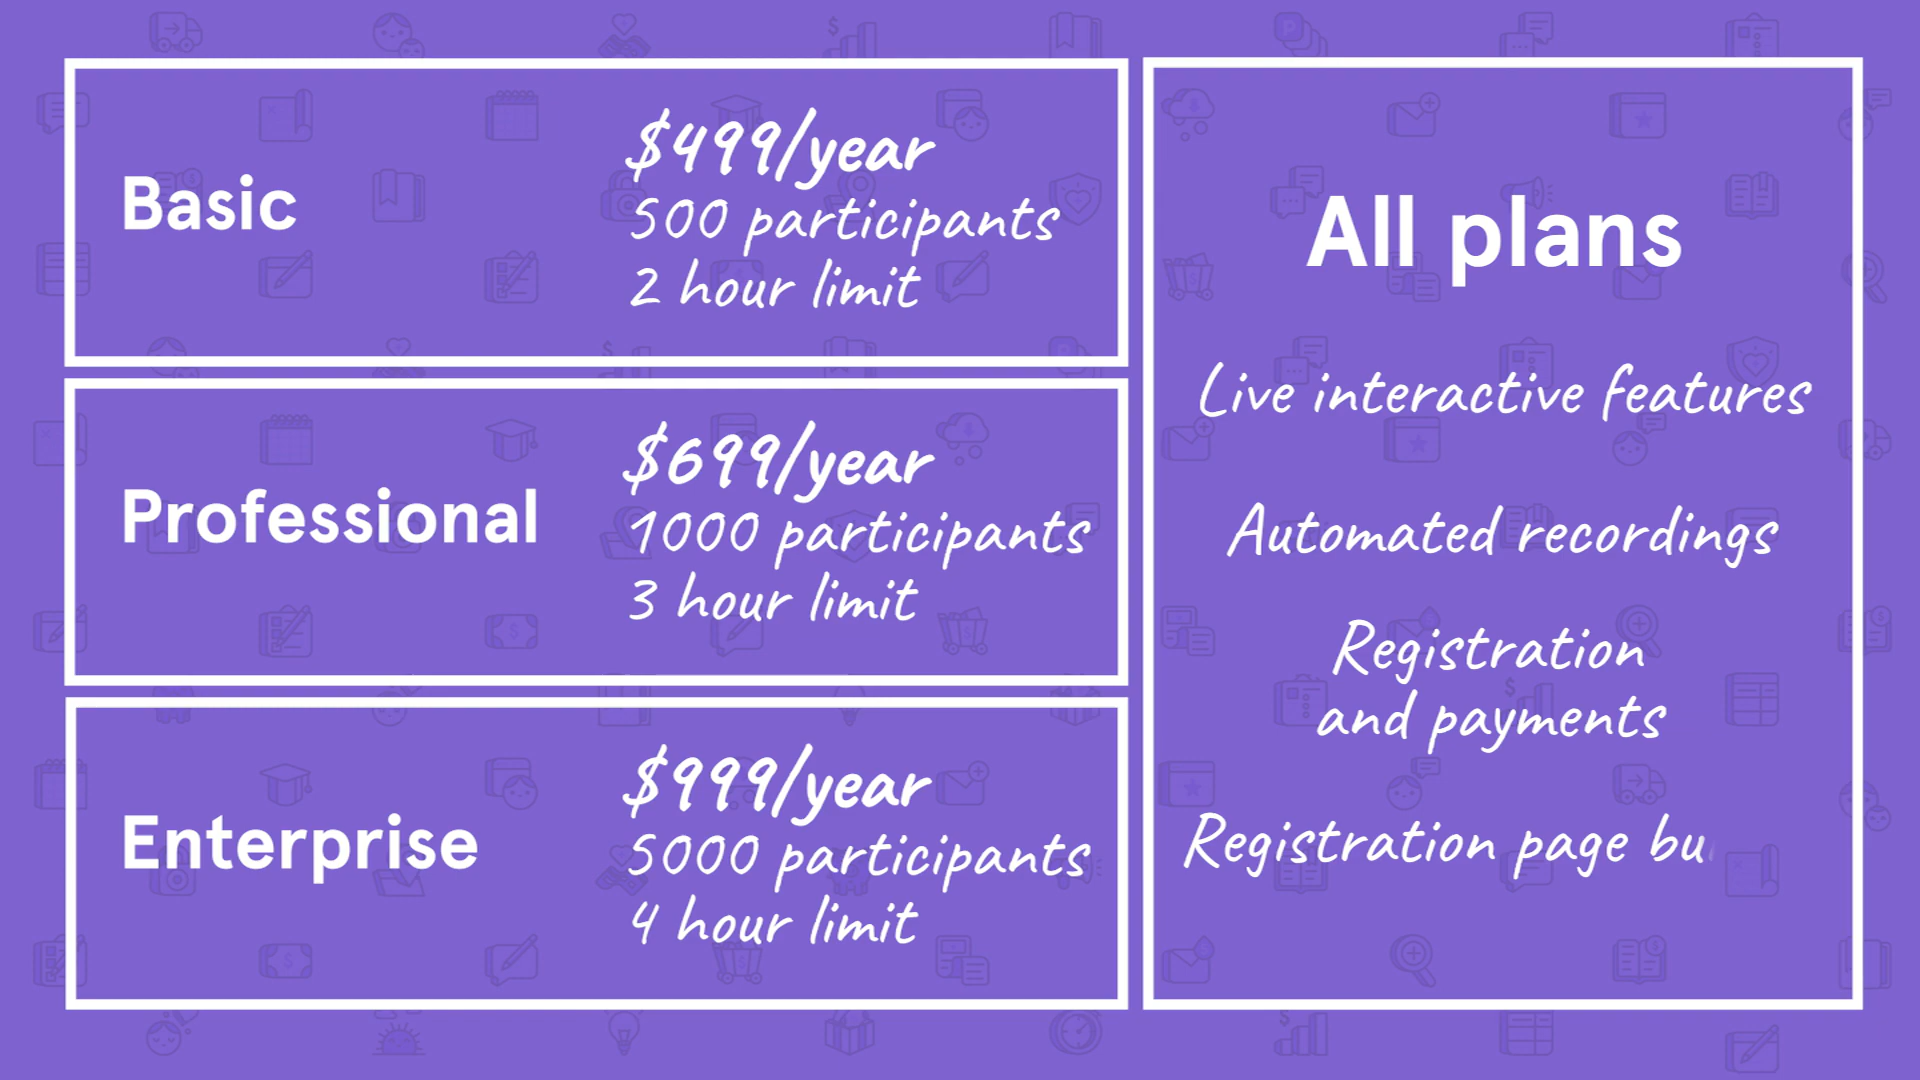 Basic
$499/year
500 participants
2 hour limit
Professional
$699/year
1000 participants
3 hour limit
Enterprise
$999/year
5000 participants
4 hour limit
All plans
Live interactive features
Automated recordings
Registration
and payments
Registration page bu